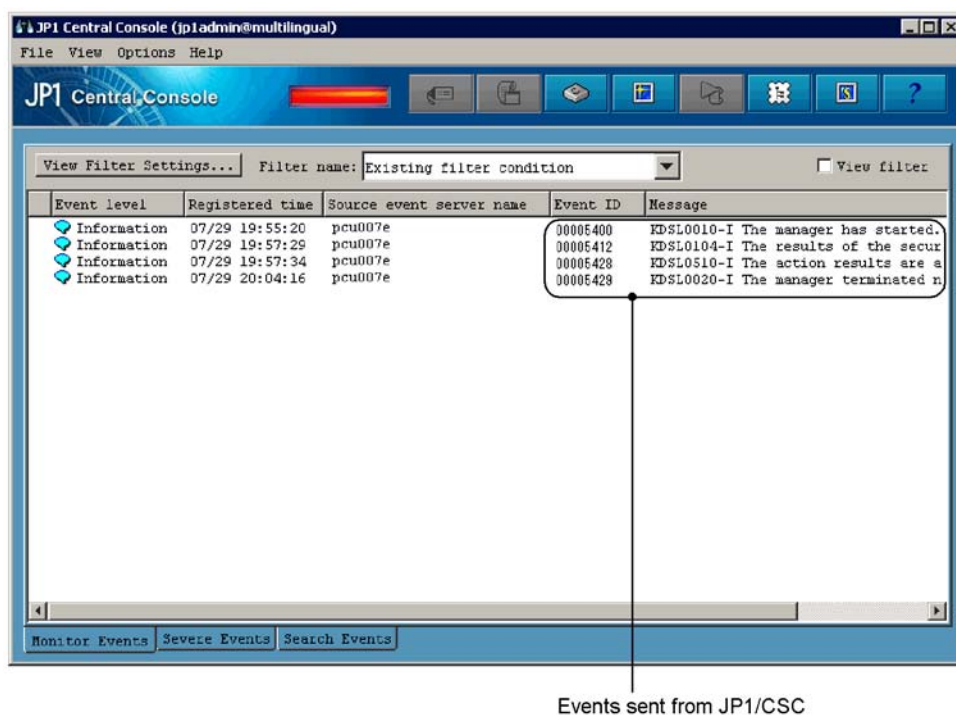 JP1 Central Console (jp1admin@multilingual)
File View Options Help
JP1 Central Console
View Filter Settings... Filter name: Existing filter condition View filter
Event level Registered time Source event server name Event ID Message
Information 07/29 19:55:20 pcu007e 00005400 KDSL0010-I The manager has started.
Information 07/29 19:57:29 pcu007e 00005412 KDSL0104-I The results of the secur
Information 07/29 19:57:34 pcu007e 00005428 KDSL0510-I The action results are a
Information 07/29 20:04:16 pcu007e 00005429 KDSL0020-I The manager terminated n
Monitor Events Severe Events Search Events
Events sent from JP1/CSC